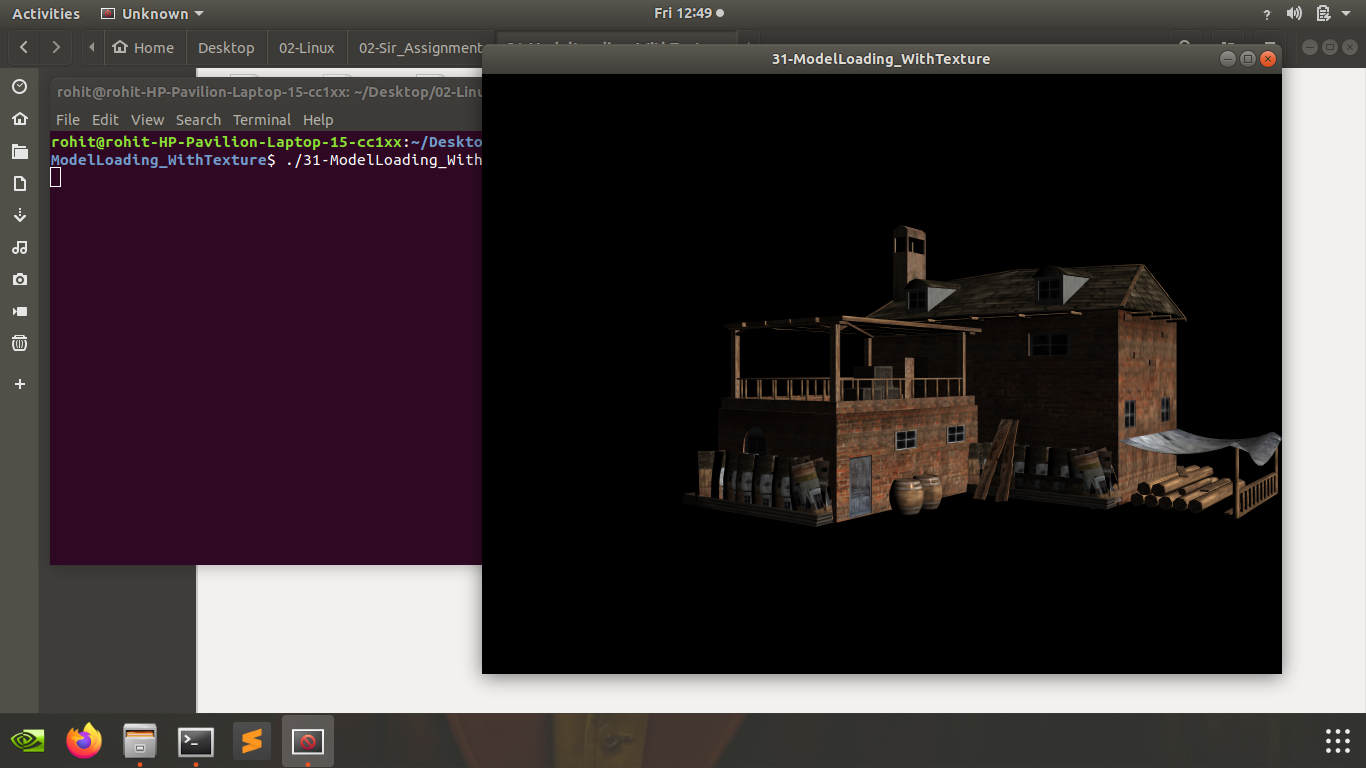 Activities
Unknown
Fri 12:49
Home
Desktop
02-Linux
02-Sir_Assignment
31-ModelLoading_WithTexture
rohit@rohit-HP-Pavilion-Laptop-15-cc1xx: ~/Desktop/02-Linu
File Edit View Search Terminal Help
rohit@rohit-HP-Pavilion-Laptop-15-cc1xx:~/Deskto
ModelLoading_WithTexture$ ./31-ModelLoading_With